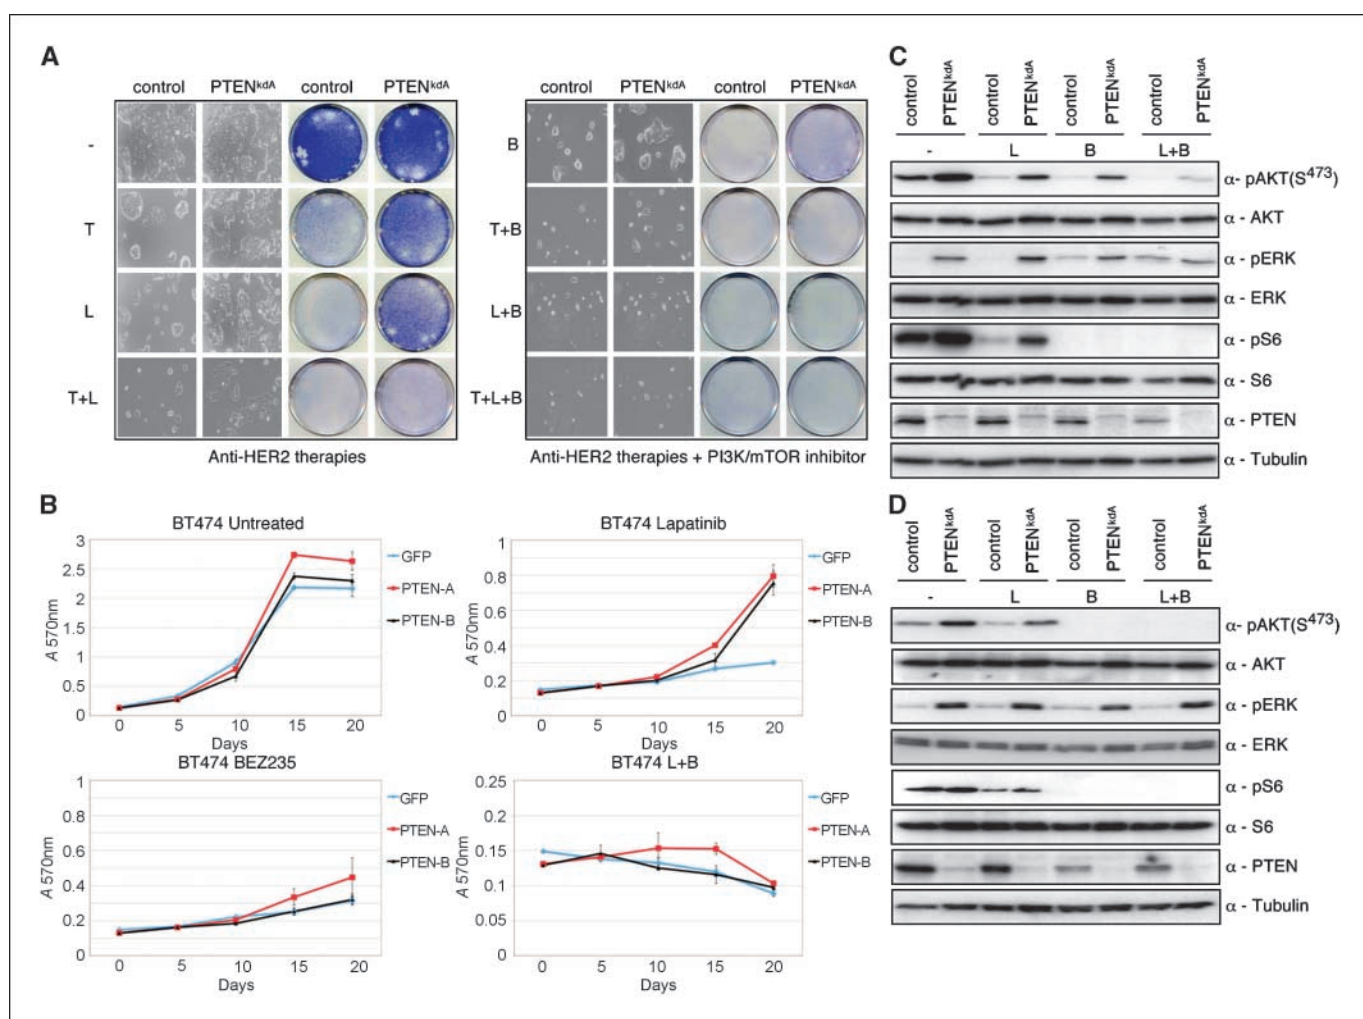 A
control PTENkdA control PTENkdA
-
T
L
T+L
Anti-HER2 therapies
control PTENkdA control PTENkdA
B
T+B
L+B
T+L+B
Anti-HER2 therapies + PI3K/mTOR inhibitor
B
BT474 Untreated
3
2.5
2
1.5
1
0.5
0
A 570nm
0 5 10 15 20
Days
GFP
PTEN-A
PTEN-B
BT474 Lapatinib
1
0.8
0.6
0.4
0.2
0
A 570nm
0 5 10 15 20
Days
GFP
PTEN-A
PTEN-B
BT474 BEZ235
1
0.8
0.6
0.4
0.2
0
A 570nm
0 5 10 15 20
Days
GFP
PTEN-A
PTEN-B
BT474 L+B
0.25
0.20
0.15
0.1
0.05
0
A 570nm
0 5 10 15 20
Days
GFP
PTEN-A
PTEN-B
C
control PTENkdA control PTENkdA control PTENkdA control PTENkdA
- L B L+B
α- pAKT(S473)
α - AKT
α - pERK
α - ERK
α - pS6
α - S6
α - PTEN
α - Tubulin
D
control PTENkdA control PTENkdA control PTENkdA control PTENkdA
- L B L+B
α- pAKT(S473)
α - AKT
α - pERK
α - ERK
α - pS6
α - S6
α - PTEN
α - Tubulin